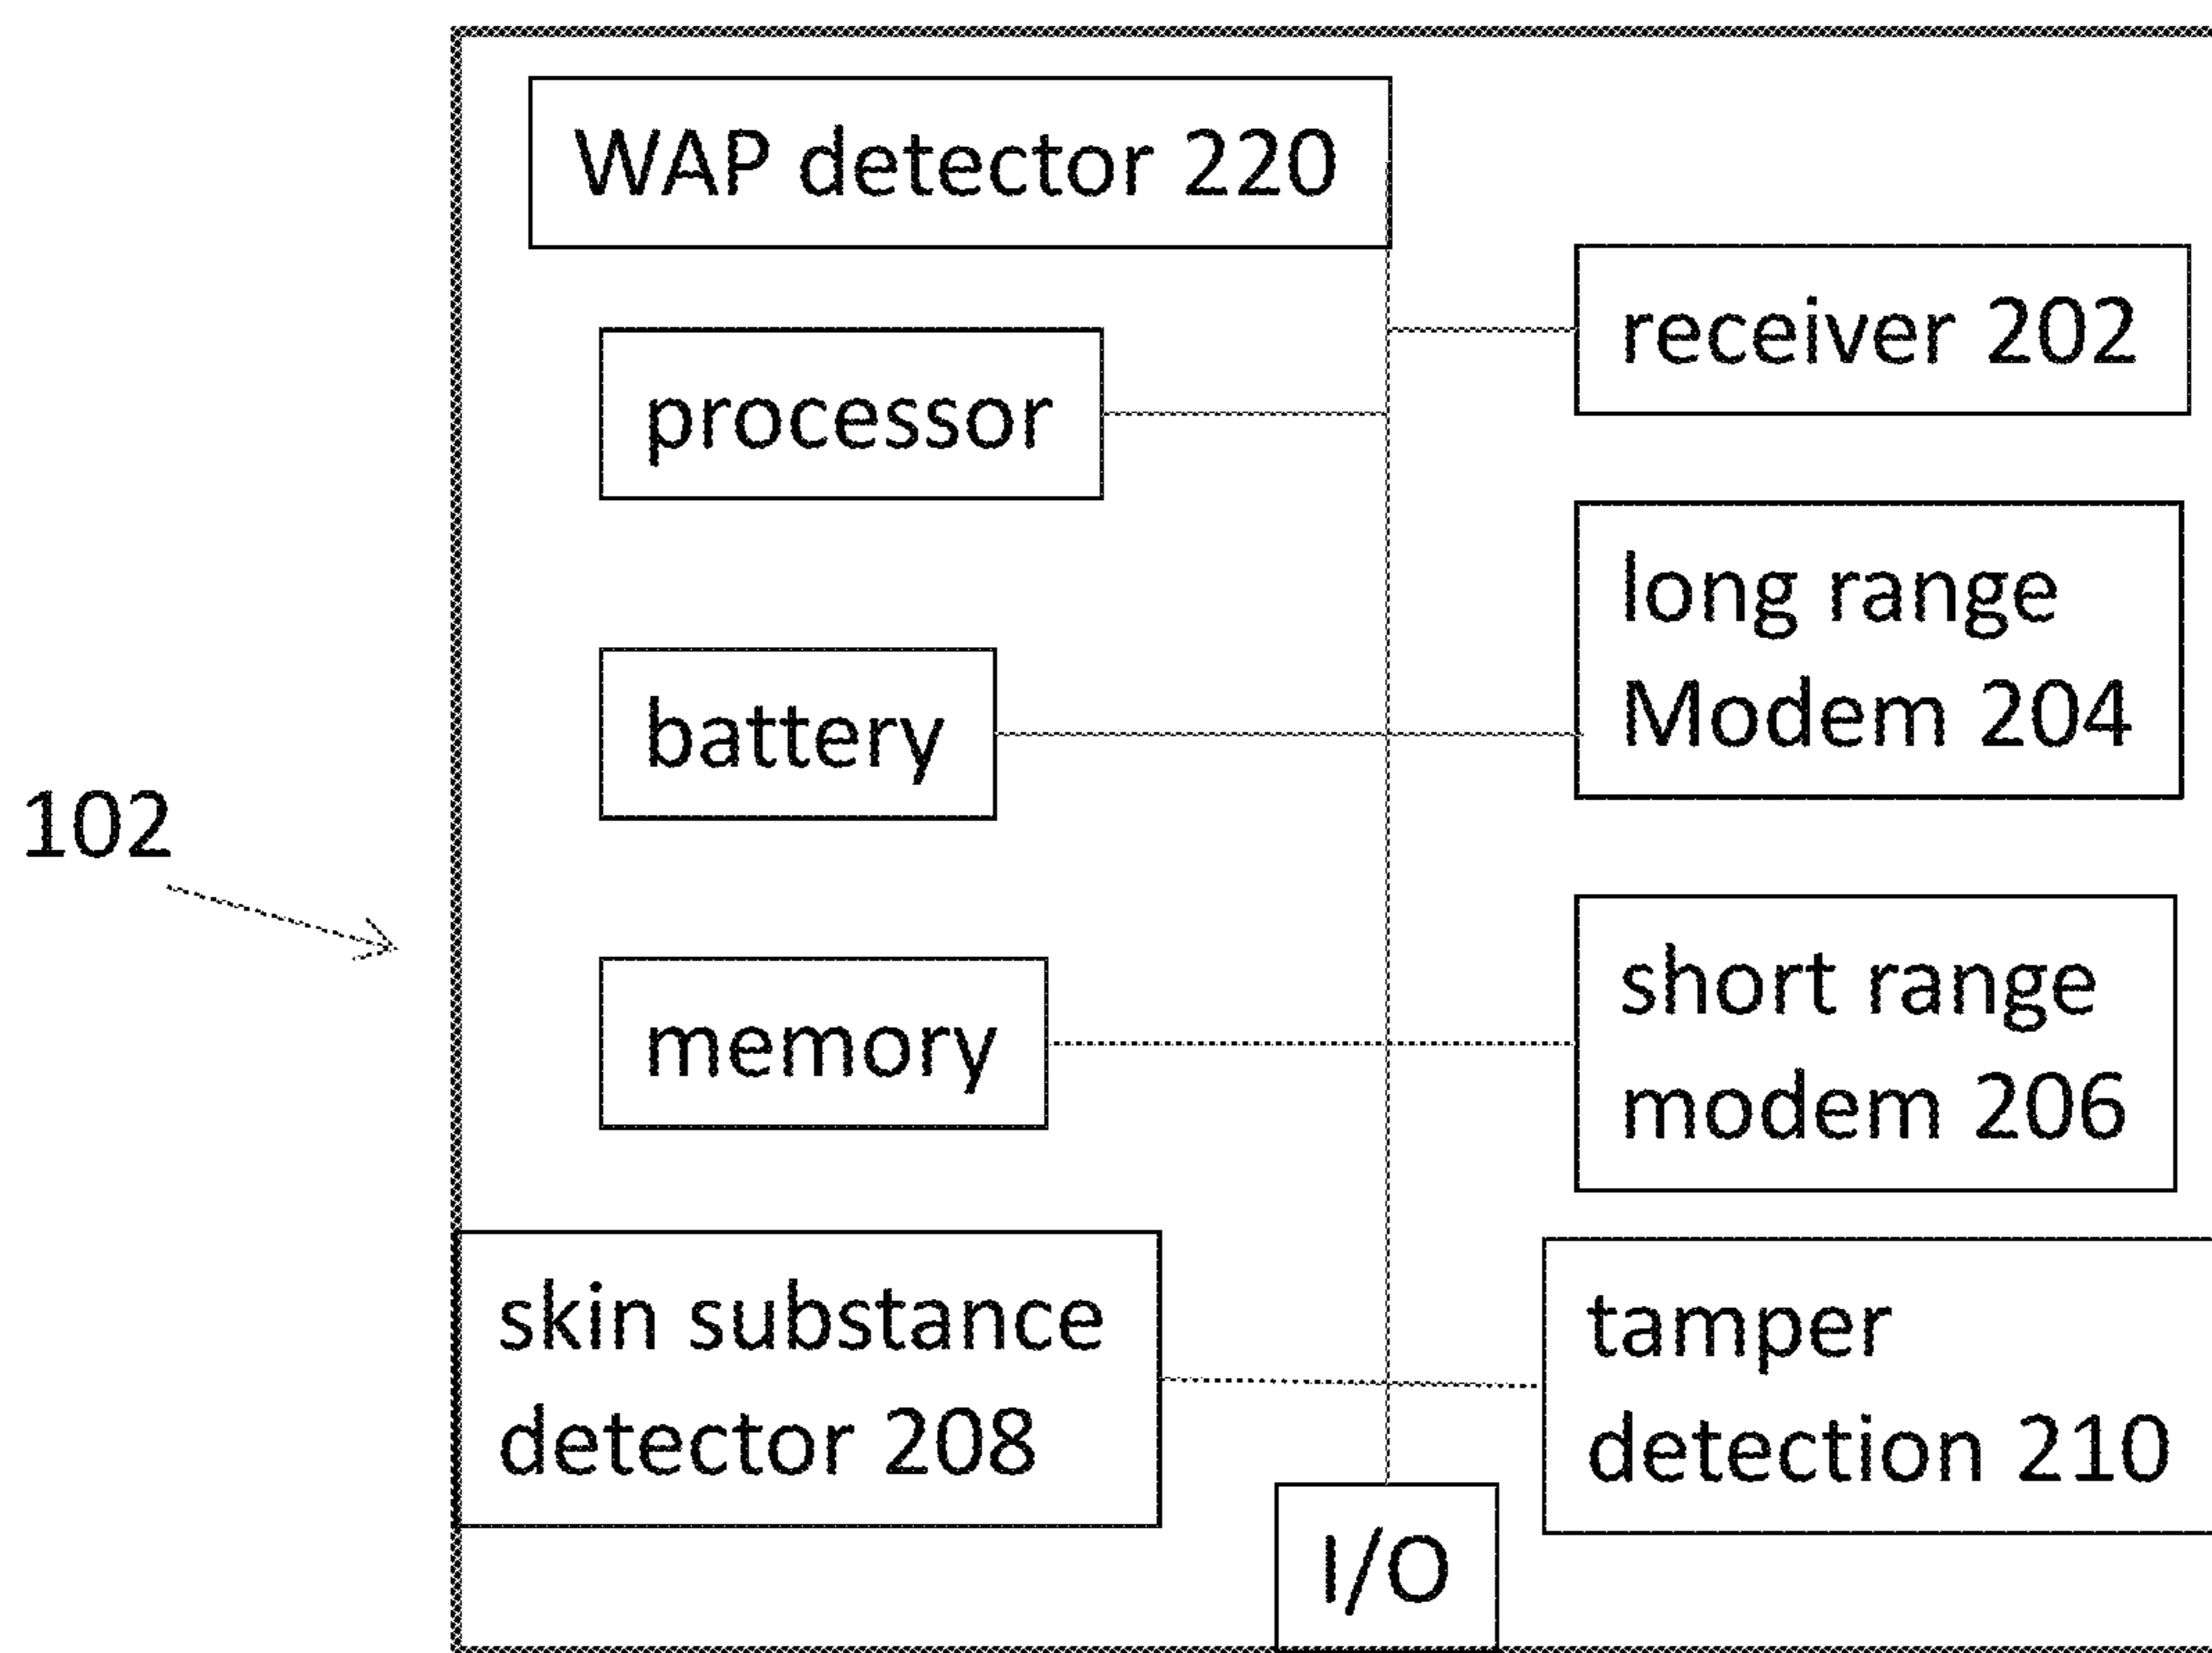 WAP detector 220
receiver 202
processor
long range
Modem 204
battery
102
short range
modem 206
memory
skin substance
detector 208
tamper
detection 210
I/O